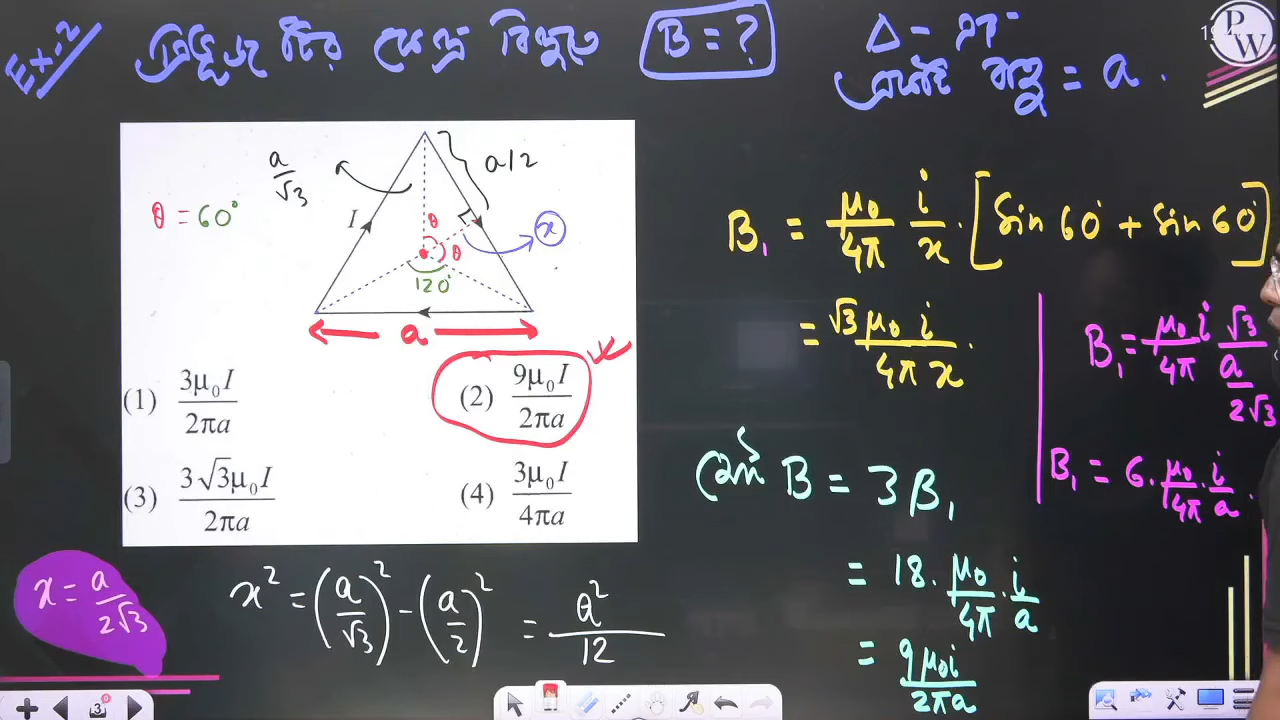 Ex.2
ত্রিভুজ টির কেন্দ্র বিন্দুতে B = ?
Δ - এর
প্রত্যেক বাহু = a .
P
W
a/√3
a/2
θ = 60°
I
θ
θ
x
120°
a
(1) 3μ₀I/2πa
(2) 9μ₀I/2πa
(3) 3√3μ₀I/2πa
(4) 3μ₀I/4πa
x = a/2√3
x² = (a/√3)² - (a/2)² = a²/12
B₁ = μ₀/4π i/x . [Sin 60° + Sin 60°]
= √3 μ₀ i/4π x .
B₁ = μ₀ i/4π √3/(a/2√3)
B₁ = 6 . μ₀/4π . i/a .
B = 3B₁
= 18 . μ₀/4π . i/a
= 9μ₀i/2πa
3